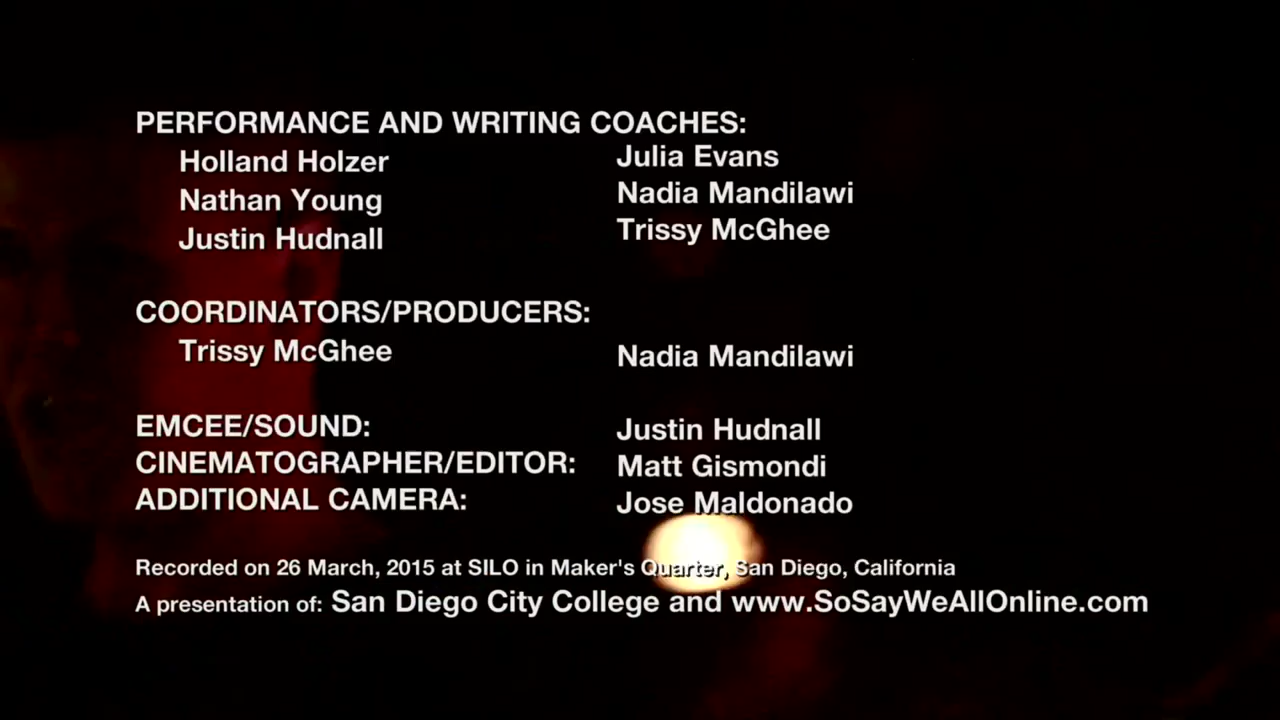 PERFORMANCE AND WRITING COACHES:
Holland Holzer
Nathan Young
Justin Hudnall
Julia Evans
Nadia Mandilawi
Trissy McGhee
COORDINATORS/PRODUCERS:
Trissy McGhee
Nadia Mandilawi
EMCEE/SOUND: Justin Hudnall
CINEMATOGRAPHER/EDITOR: Matt Gismondi
ADDITIONAL CAMERA: Jose Maldonado
Recorded on 26 March, 2015 at SILO in Maker's Quarter, San Diego, California
A presentation of: San Diego City College and www.SoSayWeAllOnline.com